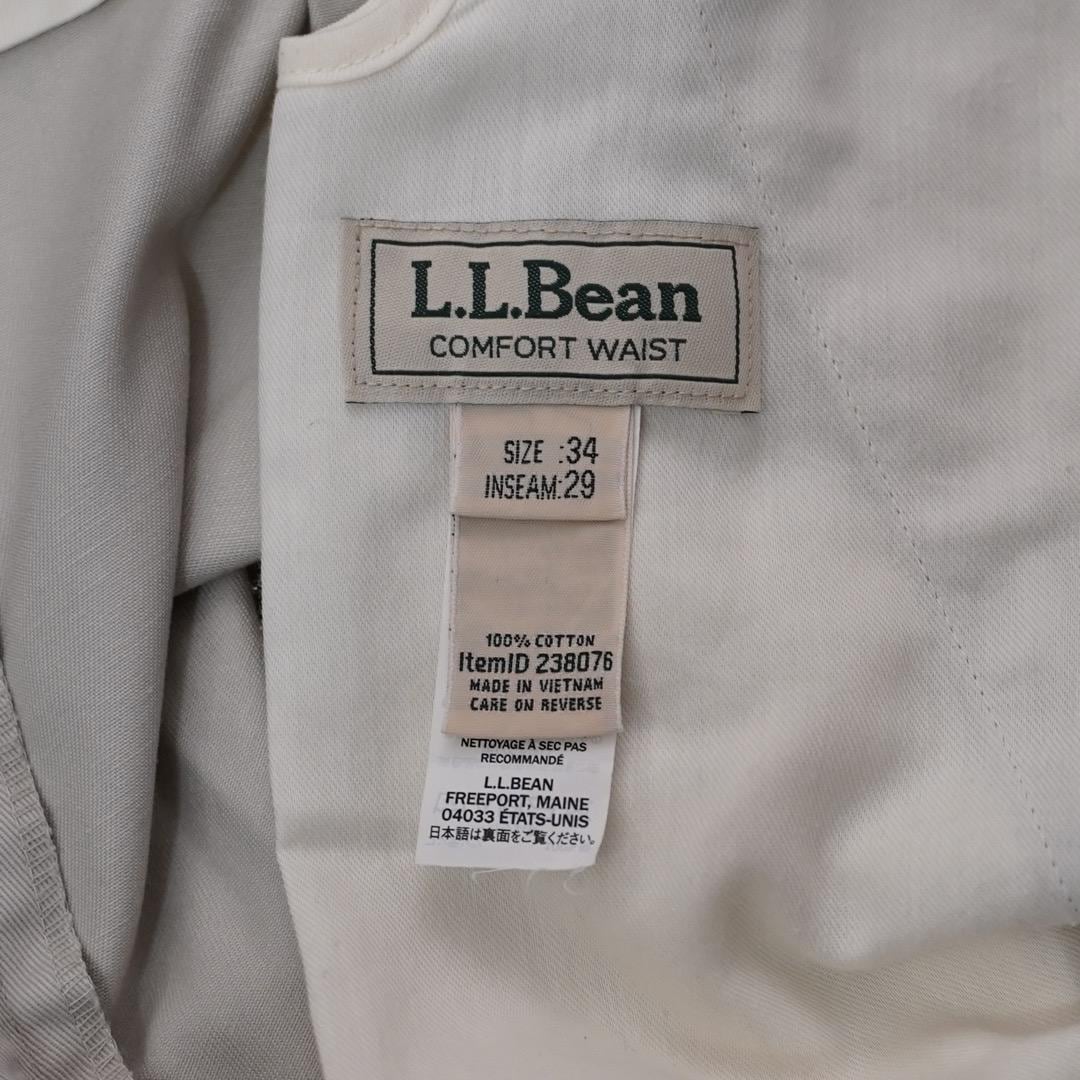 L.L.Bean
COMFORT WAIST
SIZE :34
INSEAM:29
100% COTTON
ItemID 238076
MADE IN VIETNAM
CARE ON REVERSE
NETTOYAGE À SEC PAS
RECOMMANDÉ
L.L.BEAN
FREEPORT, MAINE
04033 ÉTATS-UNIS
日本語は裏面をご覧ください。